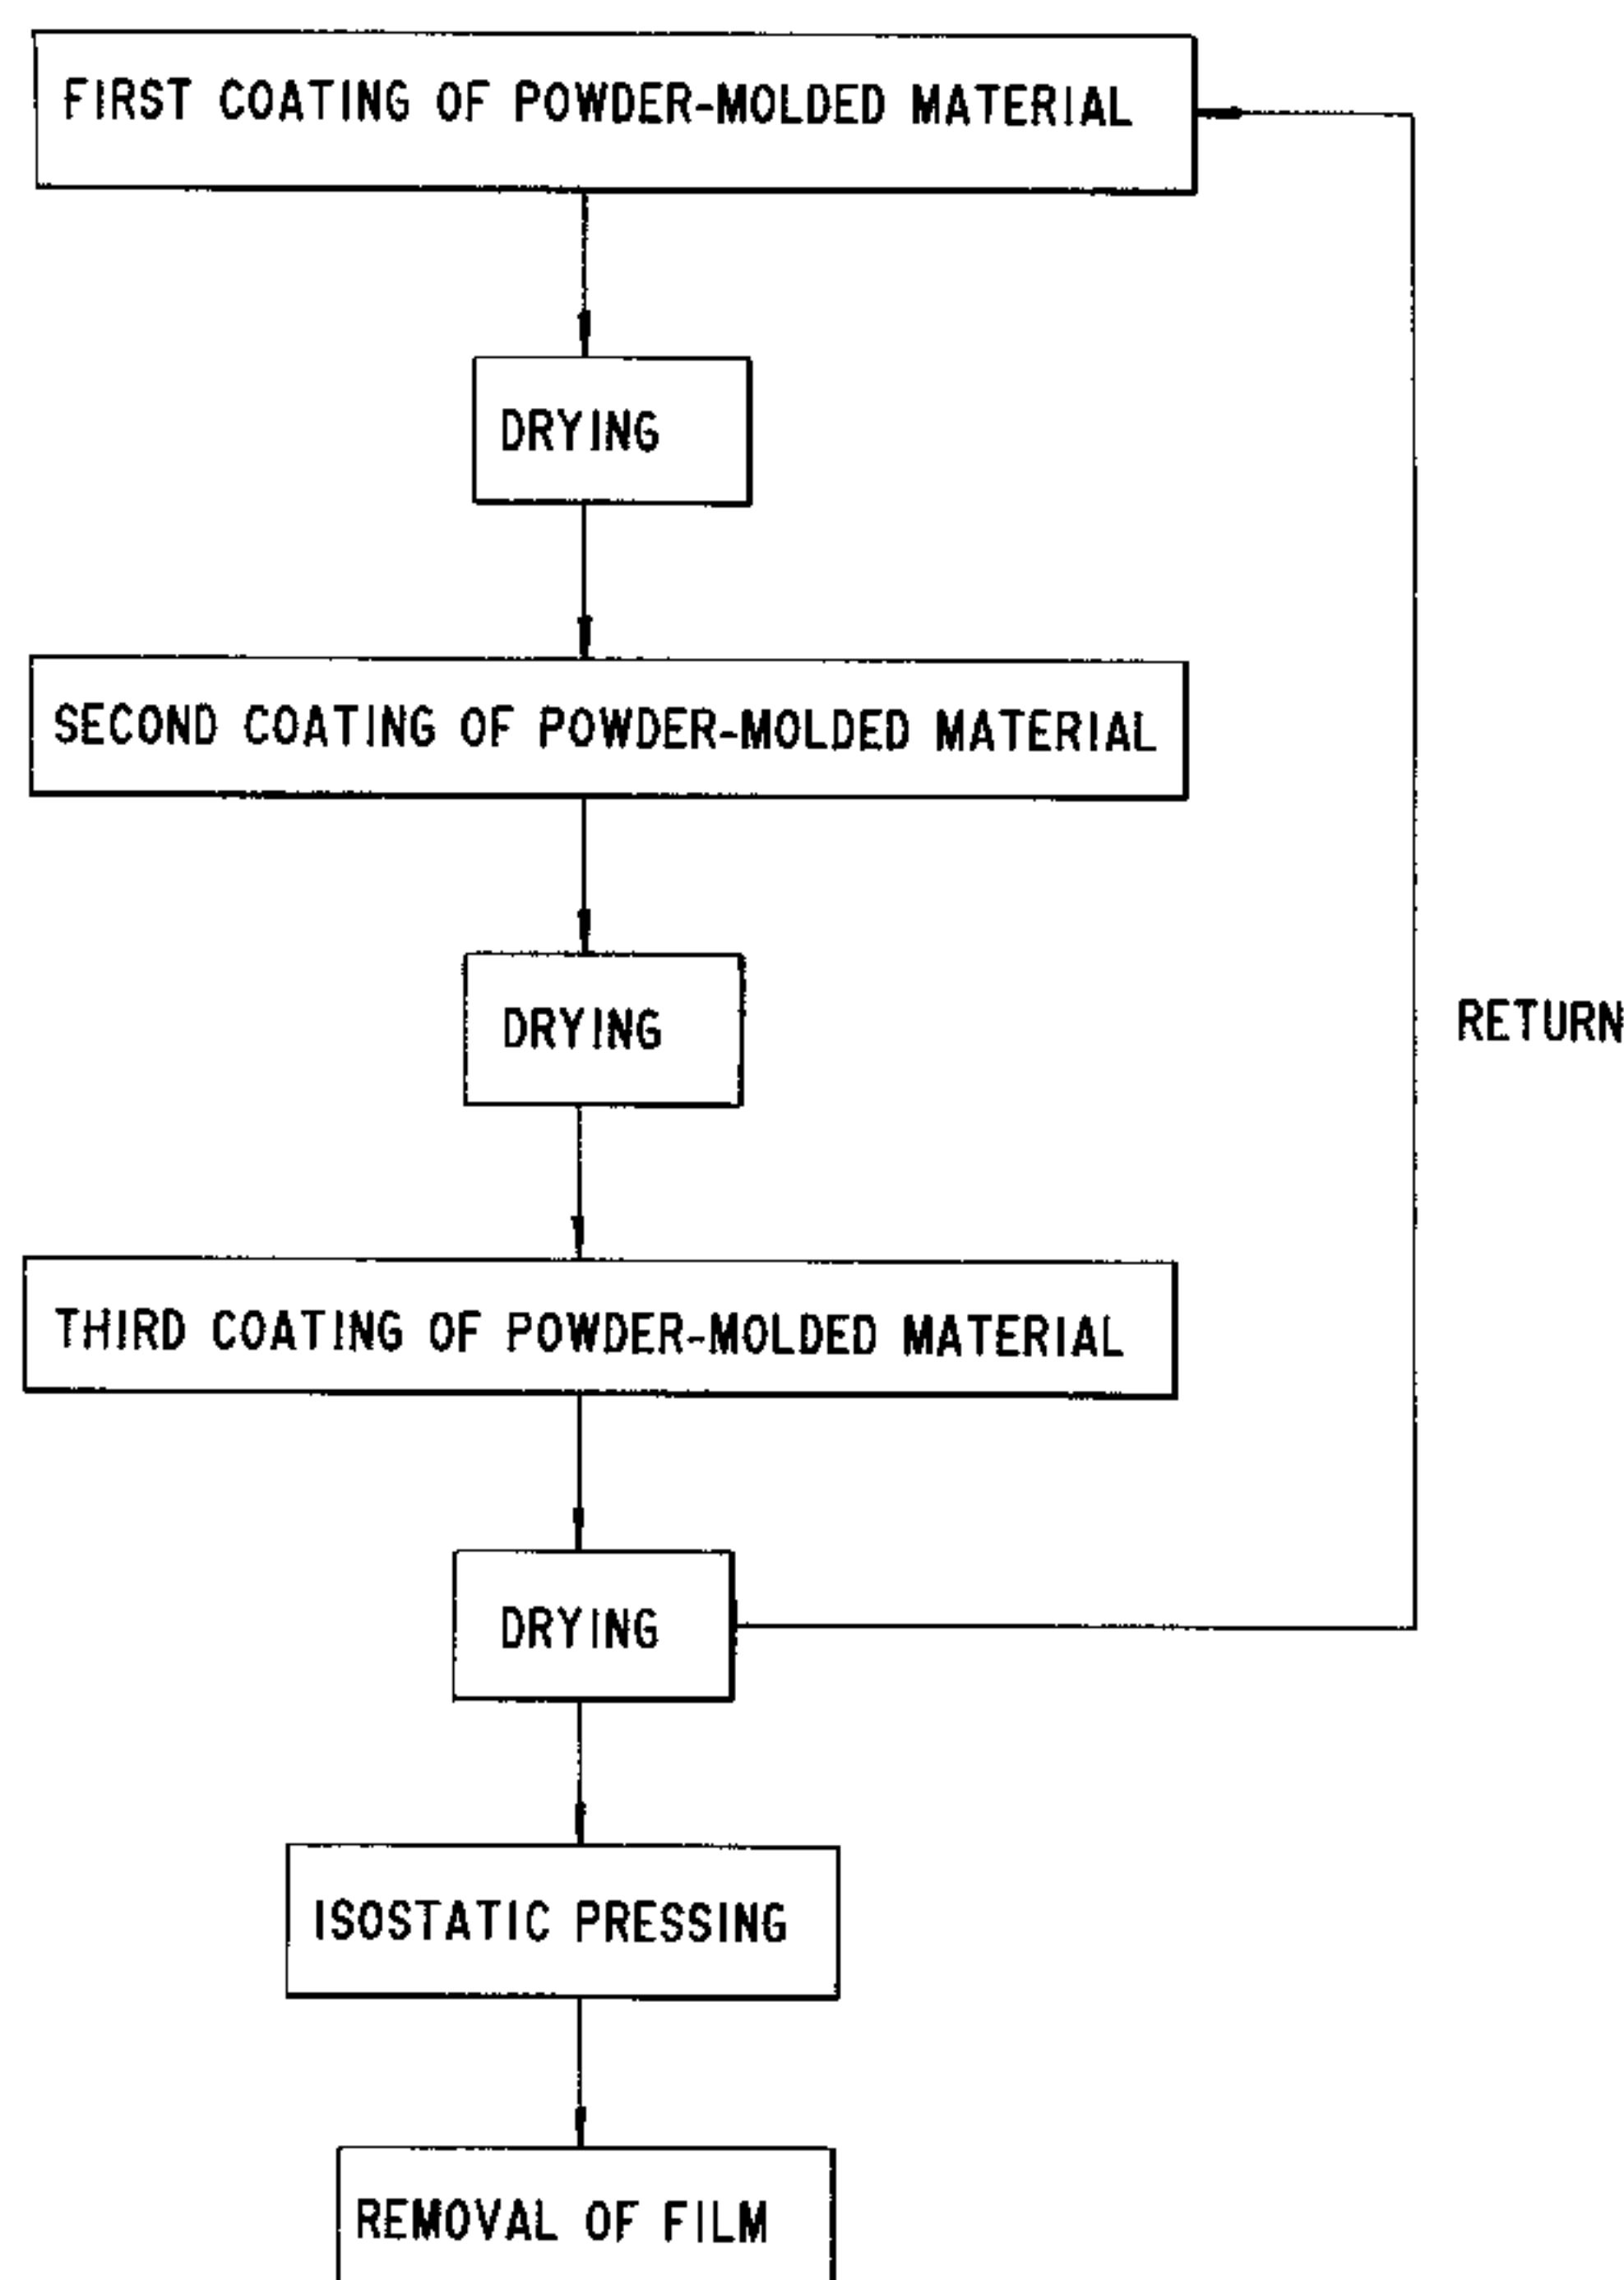 FIRST COATING OF POWDER-MOLDED MATERIAL
DRYING
SECOND COATING OF POWDER-MOLDED MATERIAL
DRYING
RETURN
THIRD COATING OF POWDER-MOLDED MATERIAL
DRYING
ISOSTATIC PRESSING
REMOVAL OF FILM